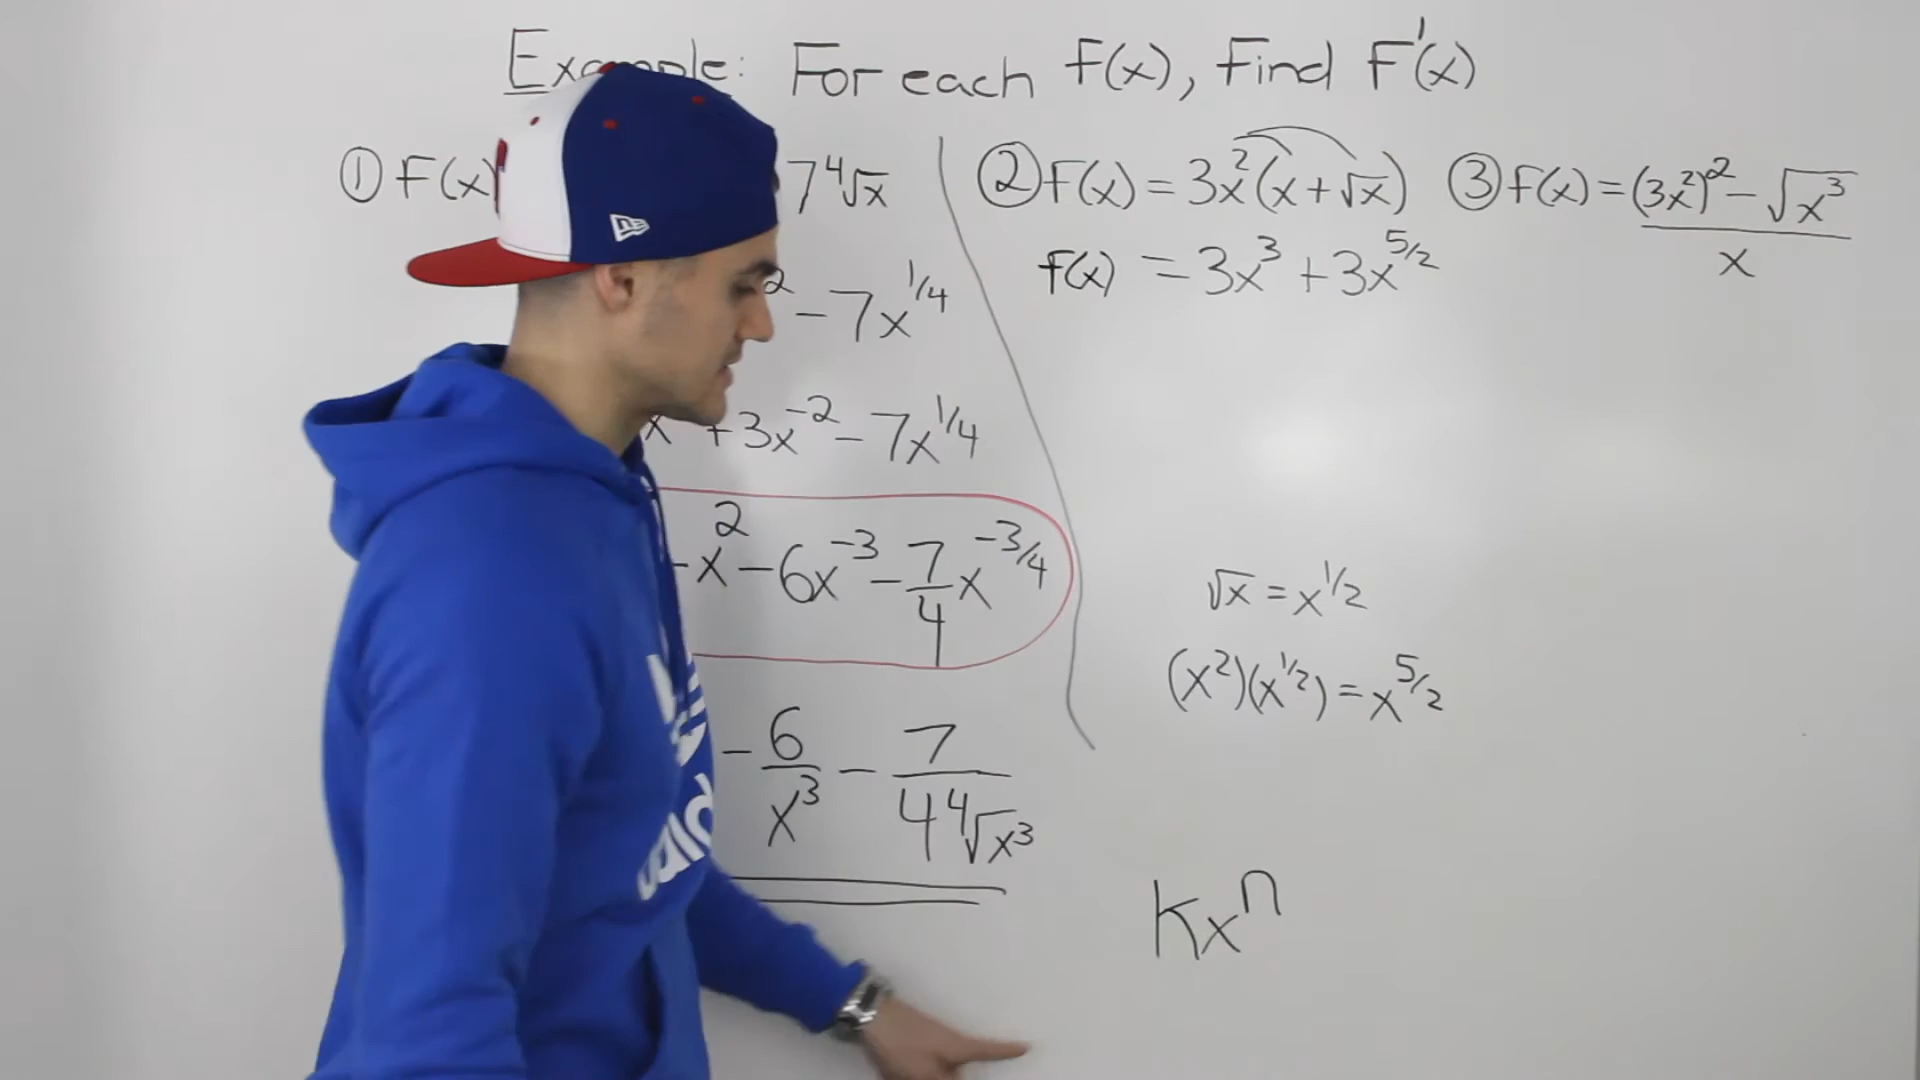 Example: For each f(x), Find F'(x)
① F(x) 7⁴√x
² - 7x^1/4
x +3x^-2 - 7x^1/4
x² - 6x^-3 - 7/4 x^-3/4
- 6/x³ - 7/4⁴√x³
② f(x) = 3x²(x + √x)
f(x) = 3x³ + 3x^5/2
√x = x^1/2
(x²)(x^1/2) = x^5/2
Kx^n
③ f(x) = (3x²)² - √x³ / x